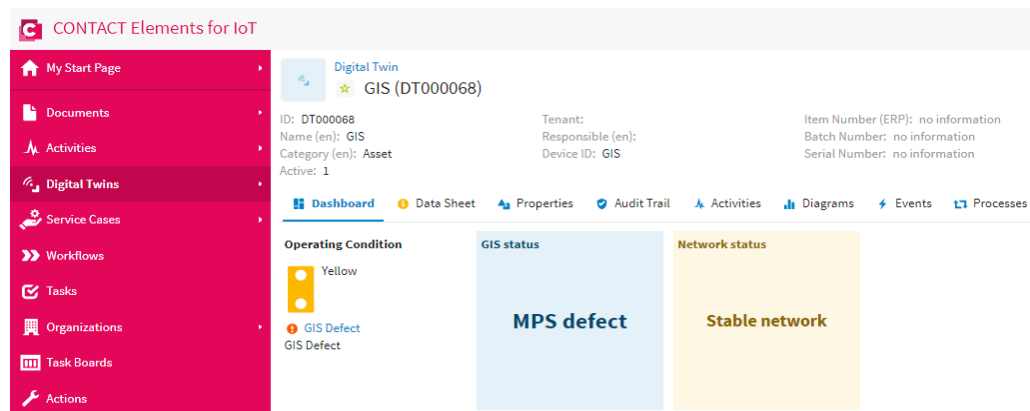 CONTACT Elements for IoT
My Start Page
Documents
Activities
Digital Twins
Service Cases
Workflows
Tasks
Organizations
Task Boards
Actions
Digital Twin
GIS (DT000068)
ID: DT000068
Name (en): GIS
Category (en): Asset
Active: 1
Tenant:
Responsible (en):
Device ID: GIS
Item Number (ERP): no information
Batch Number: no information
Serial Number: no information
Dashboard Data Sheet Properties Audit Trail Activities Diagrams Events Processes
Operating Condition
Yellow
GIS Defect
GIS Defect
GIS status
MPS defect
Network status
Stable network